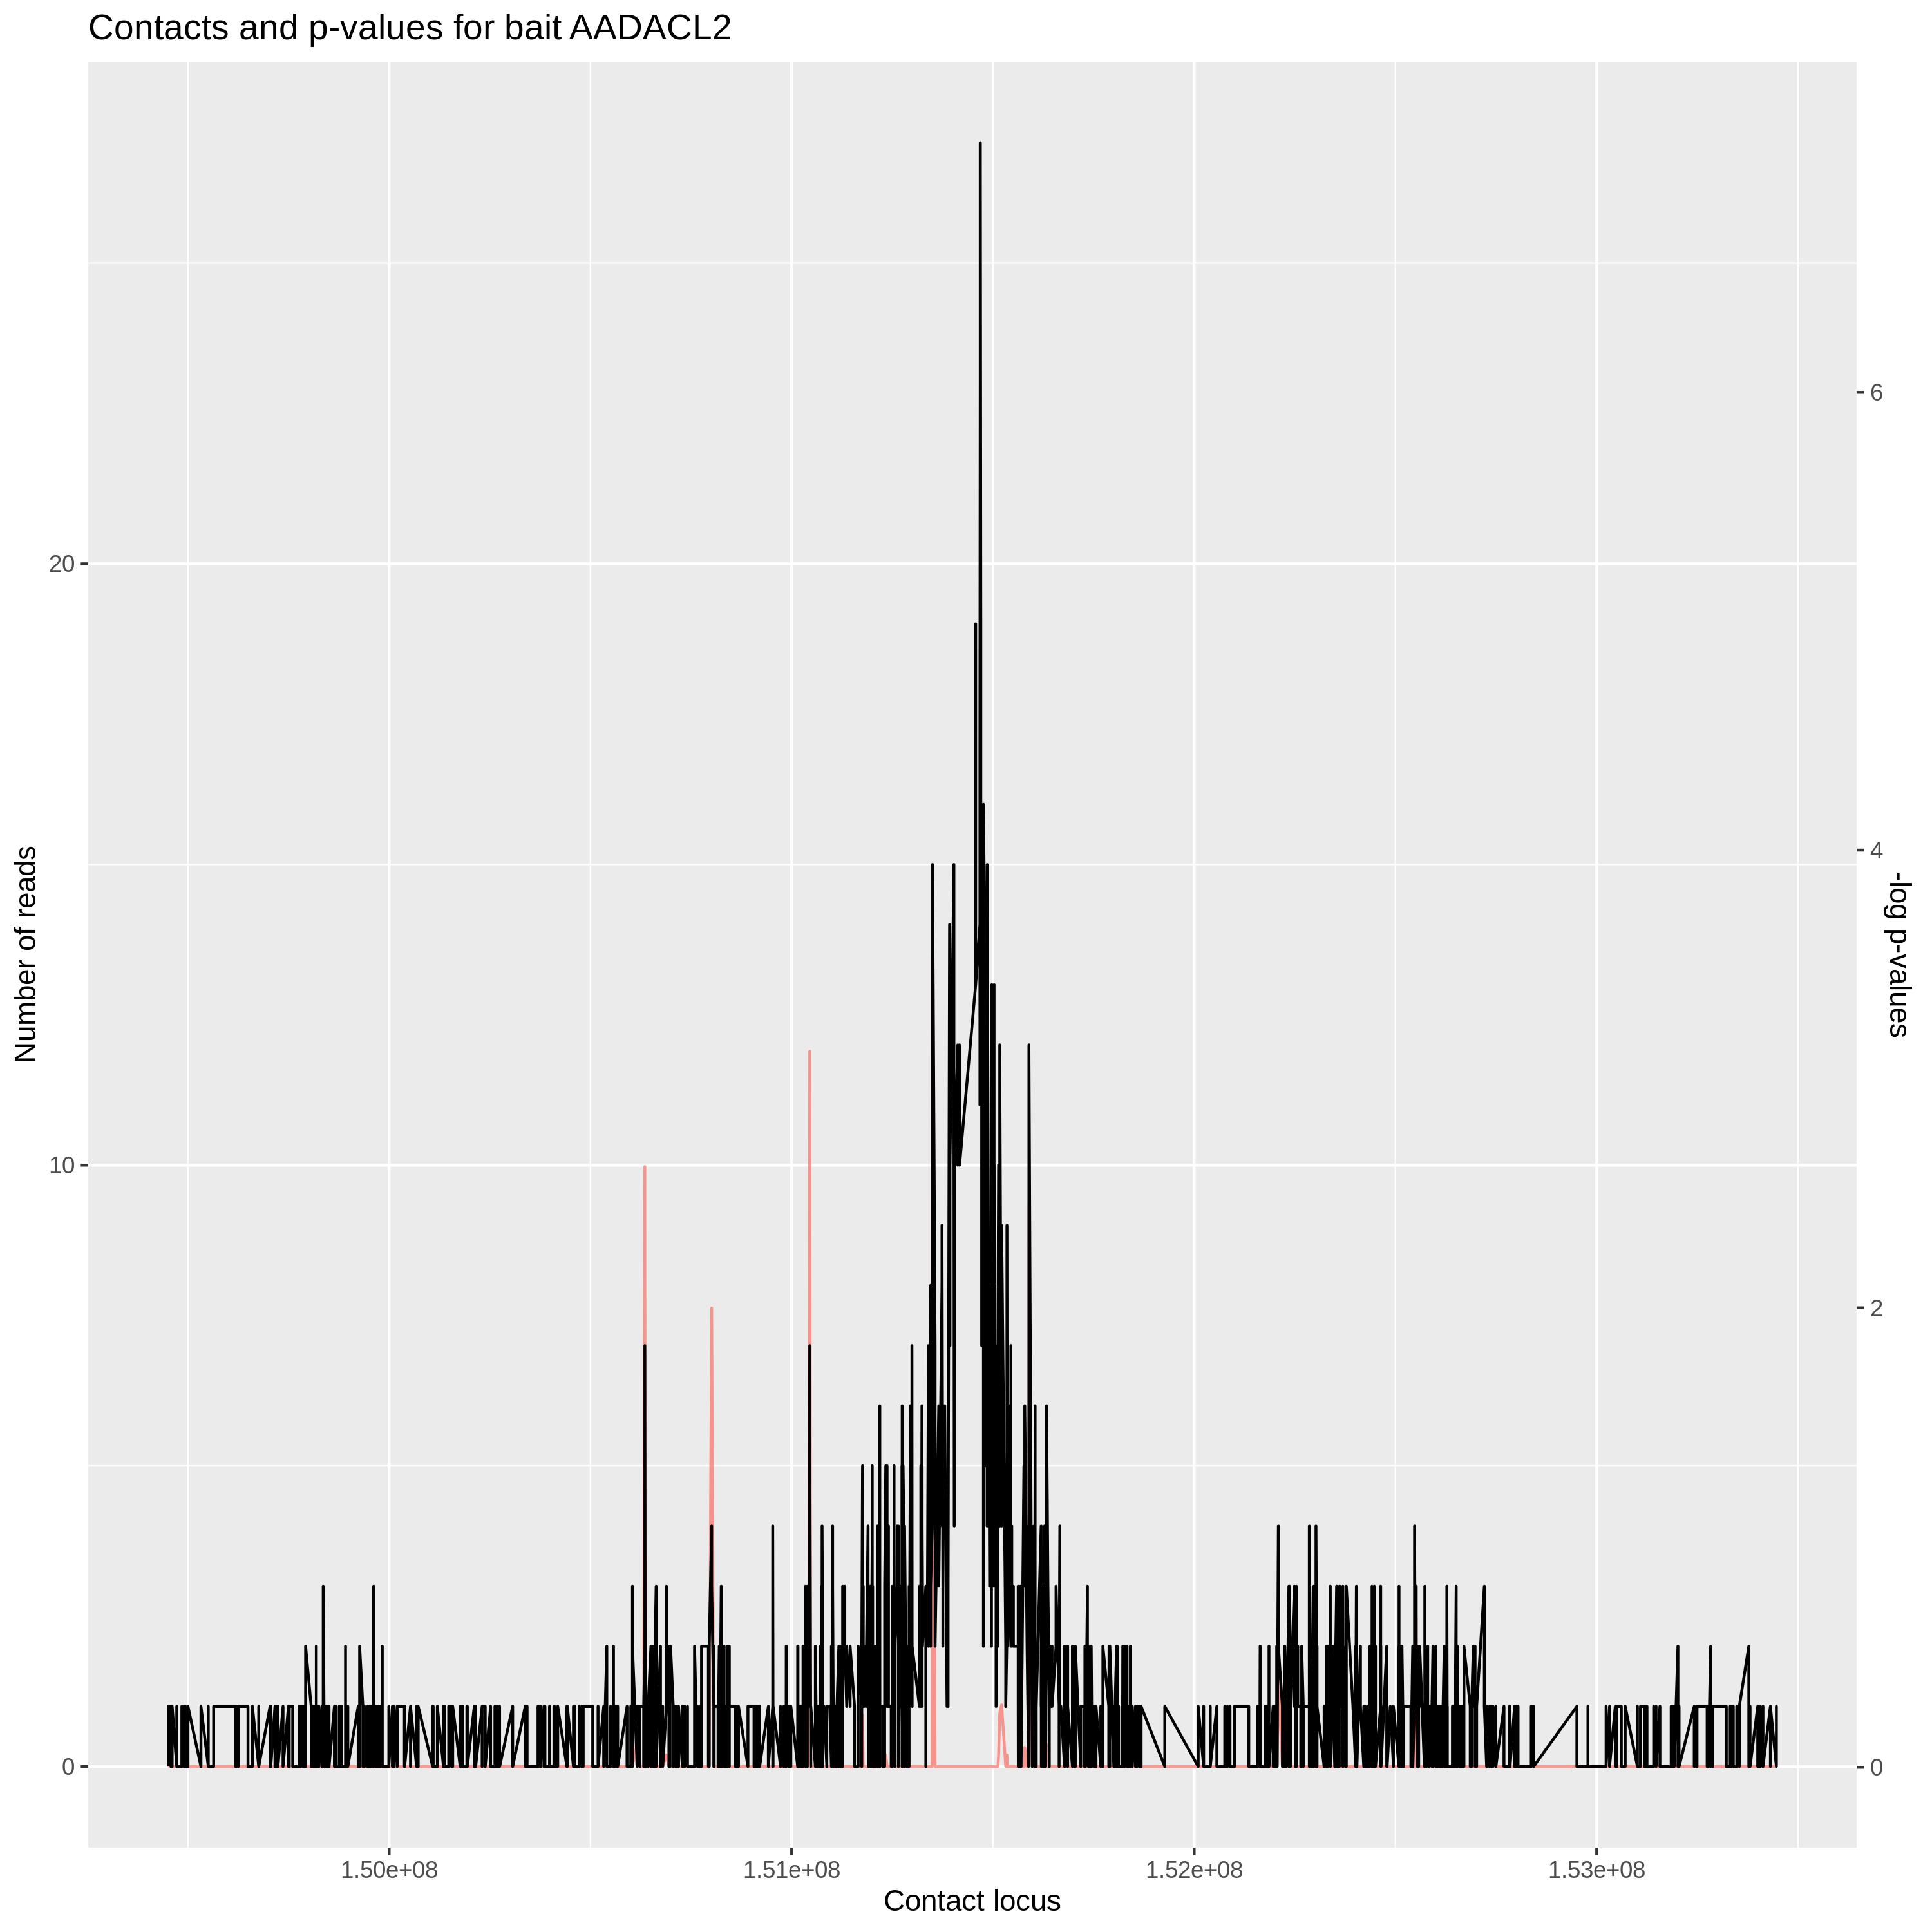 Contacts and p-values for bait AADACL2
Number of reads
20
10
0
6
4
2
0
-log p-values
1.50e+08
1.51e+08
1.52e+08
1.53e+08
Contact locus